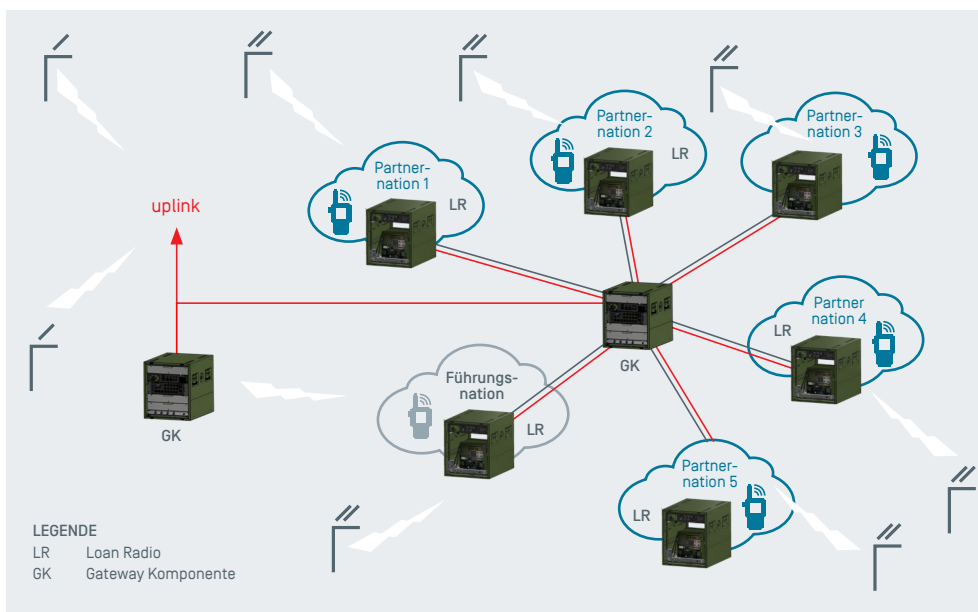 Partner-
nation 1
LR
Partner-
nation 2
LR
Partner-
nation 3
uplink
Partner
nation 4
LR
GK
Führungs-
nation
LR
GK
Partner-
nation 5
LR
LEGENDE
LR Loan Radio
GK Gateway Komponente